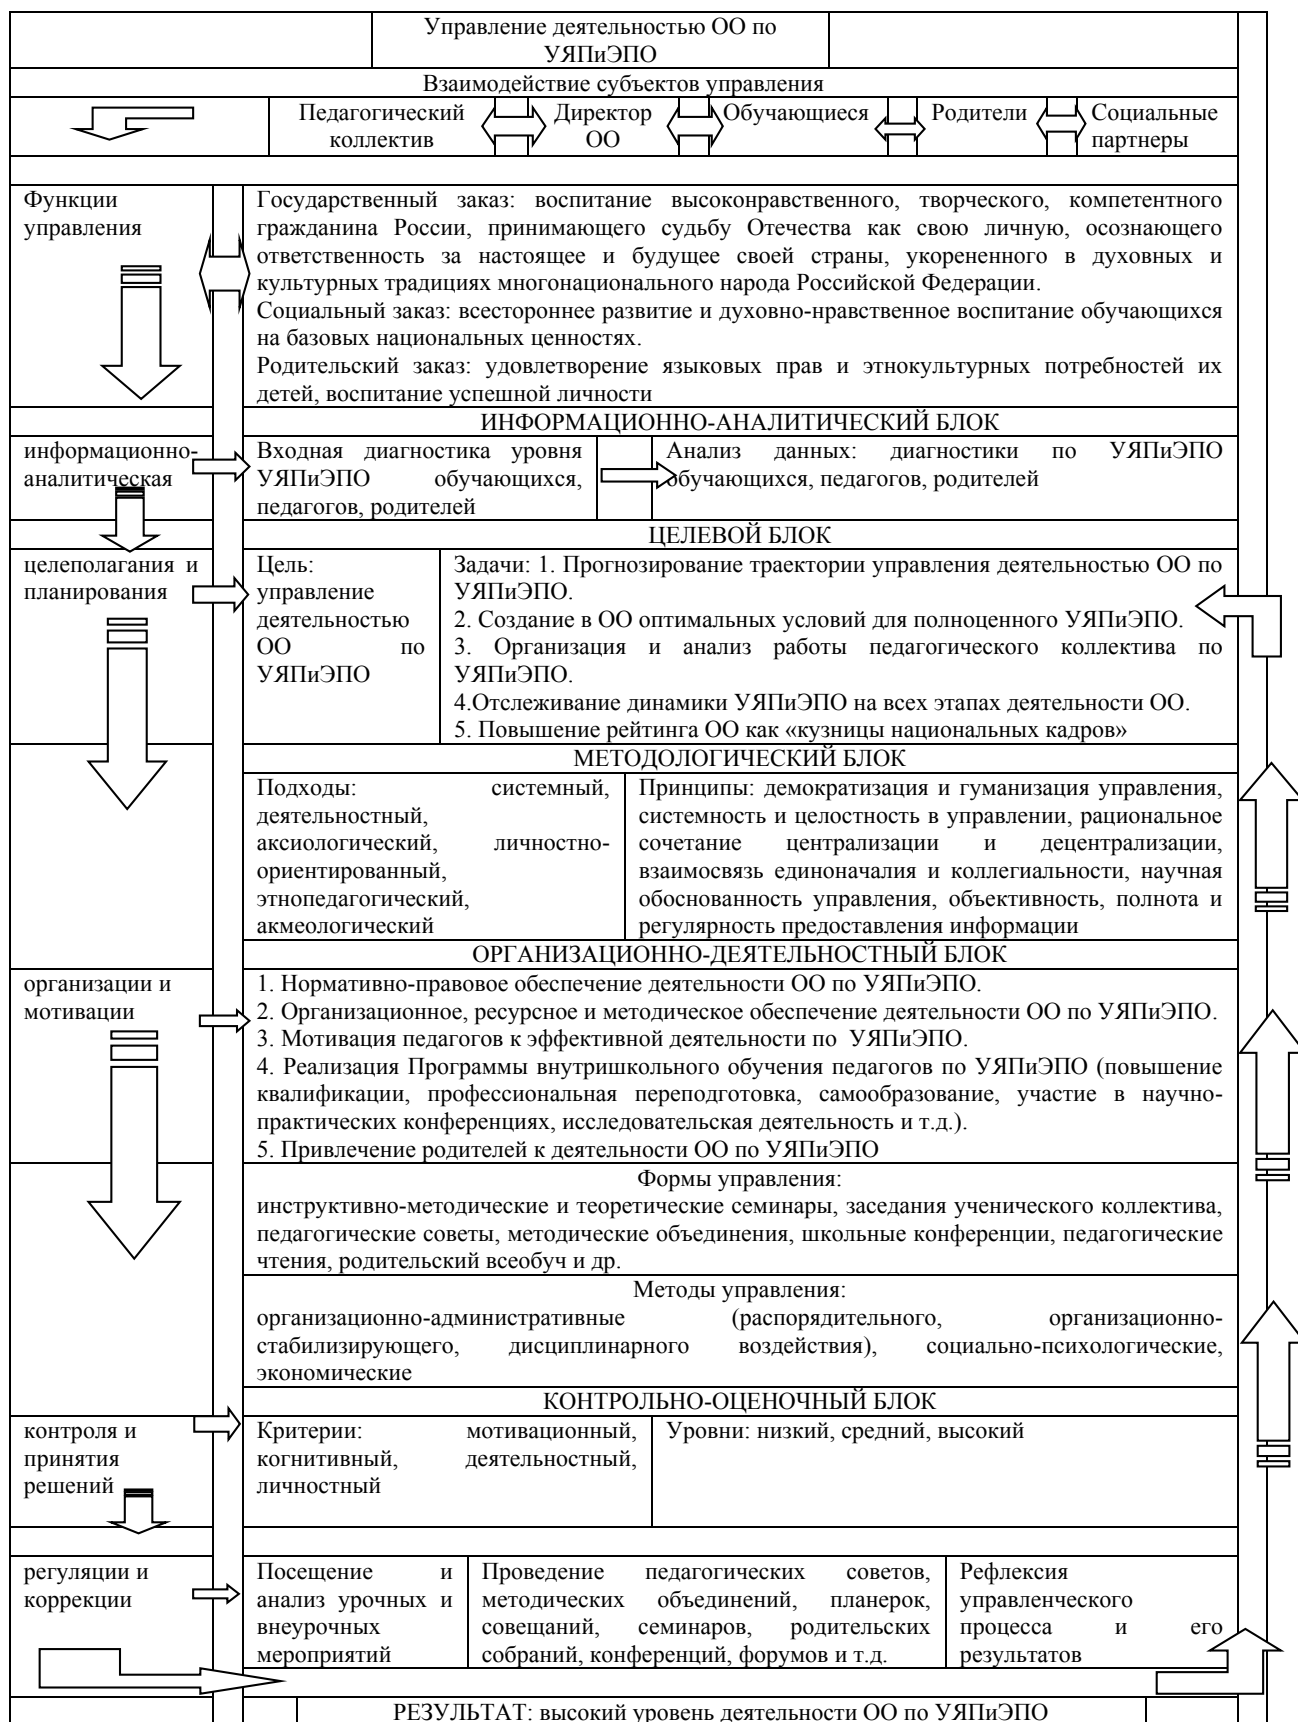 Управление деятельностью ОО по
УЯПиЭПО
Взаимодействие субъектов управления
Педагогический
коллектив
Директор
ОО
Обучающиеся
Родители
Социальные
партнеры
Функции
управления
Государственный заказ: воспитание высоконравственного, творческого, компетентного
гражданина России, принимающего судьбу Отечества как свою личную, осознающего
ответственность за настоящее и будущее своей страны, укорененного в духовных и
культурных традициях многонационального народа Российской Федерации.
Социальный заказ: всестороннее развитие и духовно-нравственное воспитание обучающихся
на базовых национальных ценностях.
Родительский заказ: удовлетворение языковых прав и этнокультурных потребностей их
детей, воспитание успешной личности
ИНФОРМАЦИОННО-АНАЛИТИЧЕСКИЙ БЛОК
информационно-
аналитическая
Входная диагностика уровня
УЯПиЭПО обучающихся,
педагогов, родителей
Анализ данных: диагностики по УЯПиЭПО
обучающихся, педагогов, родителей
ЦЕЛЕВОЙ БЛОК
целеполагания и
планирования
Цель:
управление
деятельностью
ОО по
УЯПиЭПО
Задачи: 1. Прогнозирование траектории управления деятельностью ОО по
УЯПиЭПО.
2. Создание в ОО оптимальных условий для полноценного УЯПиЭПО.
3. Организация и анализ работы педагогического коллектива по
УЯПиЭПО.
4.Отслеживание динамики УЯПиЭПО на всех этапах деятельности ОО.
5. Повышение рейтинга ОО как «кузницы национальных кадров»
МЕТОДОЛОГИЧЕСКИЙ БЛОК
Подходы: системный,
деятельностный,
аксиологический, личностно-
ориентированный,
этнопедагогический,
акмеологический
Принципы: демократизация и гуманизация управления,
системность и целостность в управлении, рациональное
сочетание централизации и децентрализации,
взаимосвязь единоначалия и коллегиальности, научная
обоснованность управления, объективность, полнота и
регулярность предоставления информации
ОРГАНИЗАЦИОННО-ДЕЯТЕЛЬНОСТНЫЙ БЛОК
организации и
мотивации
1. Нормативно-правовое обеспечение деятельности ОО по УЯПиЭПО.
2. Организационное, ресурсное и методическое обеспечение деятельности ОО по УЯПиЭПО.
3. Мотивация педагогов к эффективной деятельности по УЯПиЭПО.
4. Реализация Программы внутришкольного обучения педагогов по УЯПиЭПО (повышение
квалификации, профессиональная переподготовка, самообразование, участие в научно-
практических конференциях, исследовательская деятельность и т.д.).
5. Привлечение родителей к деятельности ОО по УЯПиЭПО
Формы управления:
инструктивно-методические и теоретические семинары, заседания ученического коллектива,
педагогические советы, методические объединения, школьные конференции, педагогические
чтения, родительский всеобуч и др.
Методы управления:
организационно-административные (распорядительного, организационно-
стабилизирующего, дисциплинарного воздействия), социально-психологические,
экономические
КОНТРОЛЬНО-ОЦЕНОЧНЫЙ БЛОК
контроля и
принятия
решений
Критерии: мотивационный,
когнитивный, деятельностный,
личностный
Уровни: низкий, средний, высокий
регуляции и
коррекции
Посещение и
анализ урочных и
внеурочных
мероприятий
Проведение педагогических советов,
методических объединений, планерок,
совещаний, семинаров, родительских
собраний, конференций, форумов и т.д.
Рефлексия
управленческого
процесса и его
результатов
РЕЗУЛЬТАТ: высокий уровень деятельности ОО по УЯПиЭПО